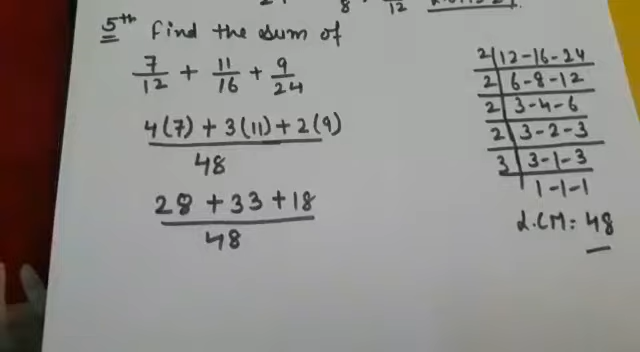 5th Find the sum of
7/12 + 11/16 + 9/24
4(7) + 3(11) + 2(9)
48
28 + 33 + 18
48
2 | 12-16-24
2 | 6-8-12
2 | 3-4-6
2 | 3-2-3
3 | 3-1-3
1-1-1
L.CM: 48